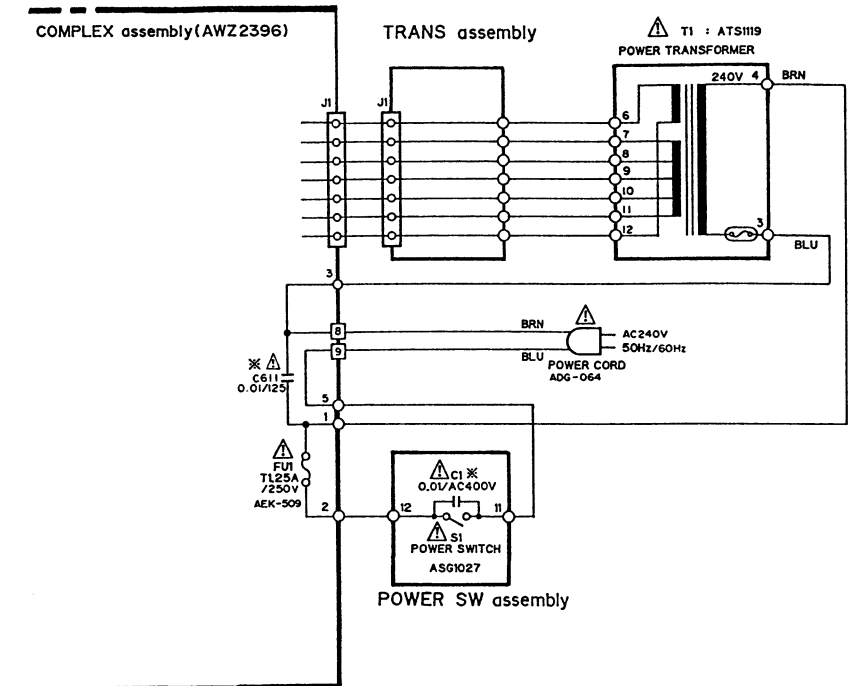 COMPLEX assembly(AWZ2396)
TRANS assembly
⚠ T1 : ATS1119
POWER TRANSFORMER
240V 4 BRN
J1
J1
6
7
8
9
10
11
12
3
BLU
3
8
BRN
⚠
AC240V
50Hz/60Hz
9
BLU
POWER CORD
ADG-064
※ ⚠
C611
0.01/125
5
1
⚠
FU1
T1.25A
/250V
AEK-509
2
12
⚠ C1 ※
0.01/AC400V
11
⚠ S1
POWER SWITCH
ASG1027
POWER SW assembly